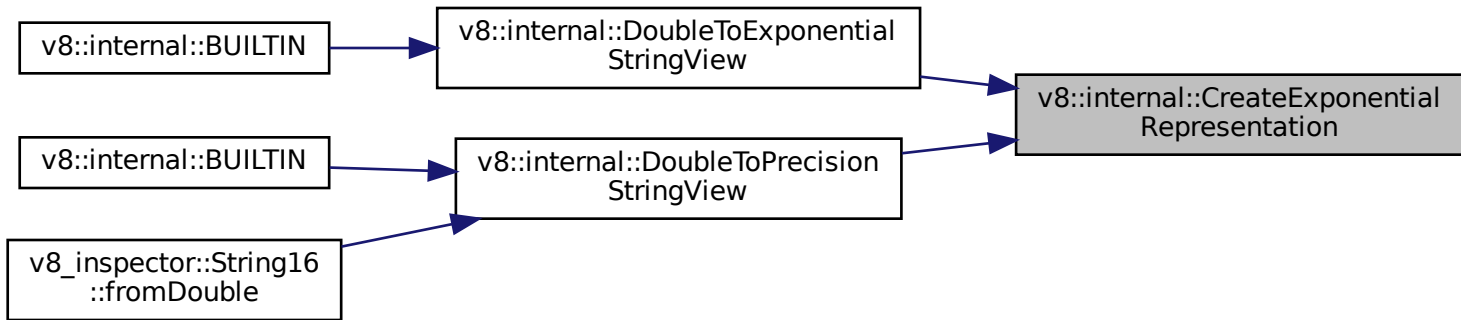 v8::internal::BUILTIN
v8::internal::DoubleToExponential
StringView
v8::internal::CreateExponential
Representation
v8::internal::BUILTIN
v8::internal::DoubleToPrecision
StringView
v8_inspector::String16
::fromDouble